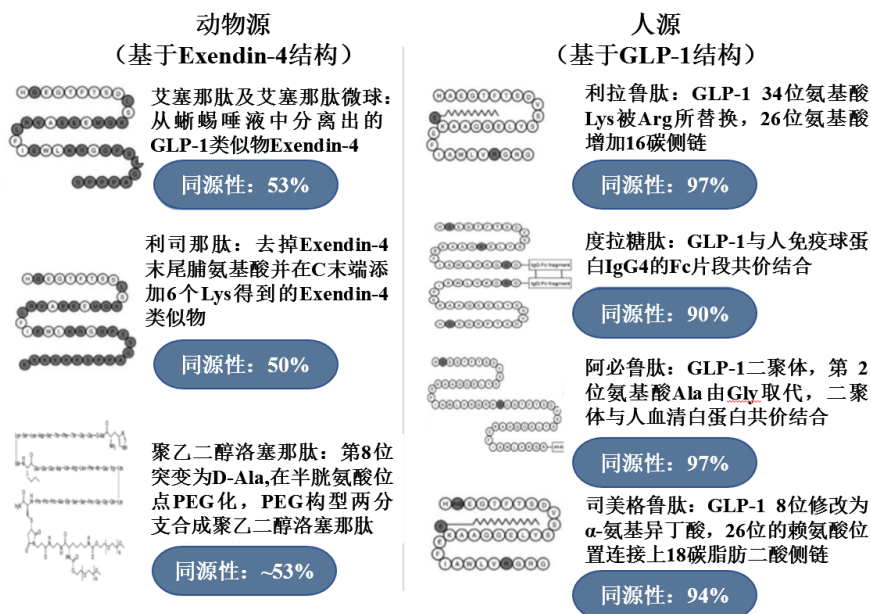 动物源
（基于Exendin-4结构）
艾塞那肽及艾塞那肽微球：
从蜥蜴唾液中分离出的
GLP-1类似物Exendin-4
同源性：53%
利司那肽：去掉Exendin-4
末尾脯氨基酸并在C末端添
加6个Lys得到的Exendin-4
类似物
同源性：50%
聚乙二醇洛塞那肽：第8位
突变为D-Ala,在半胱氨酸位
点PEG化，PEG构型两分
支合成聚乙二醇洛塞那肽
同源性：~53%
人源
（基于GLP-1结构）
利拉鲁肽：GLP-1 34位氨基酸
Lys被Arg所替换，26位氨基酸
增加16碳侧链
同源性：97%
度拉糖肽：GLP-1与人免疫球蛋
白IgG4的Fc片段共价结合
IgG Fc fragment
IgG Fc fragment
同源性：90%
阿必鲁肽：GLP-1二聚体，第 2
位氨基酸Ala由Gly取代，二聚
体与人血清白蛋白共价结合
同源性：97%
司美格鲁肽：GLP-1 8位修改为
α-氨基异丁酸，26位的赖氨酸位
置连接上18碳脂肪二酸侧链
同源性：94%